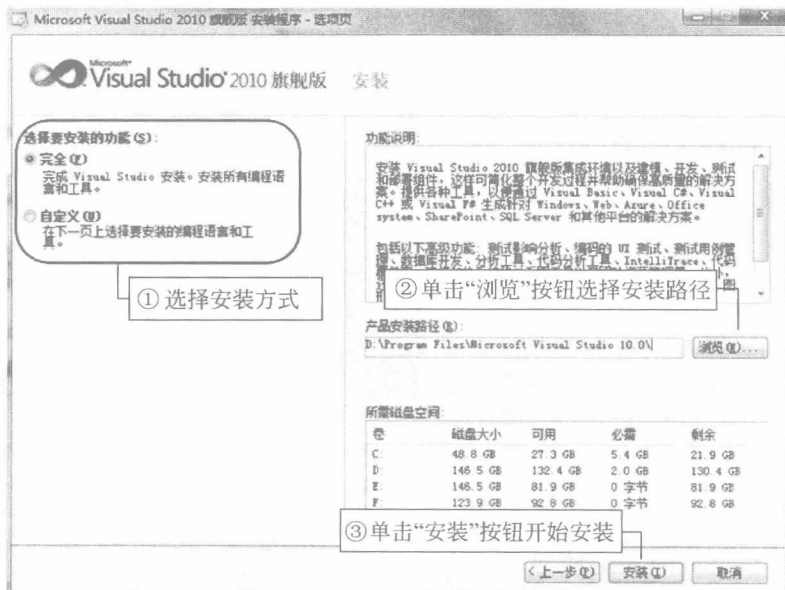 Microsoft Visual Studio 2010 旗舰版 安装程序 - 选项页
Microsoft®
Visual Studio® 2010 旗舰版 安装
选择要安装的功能(S):
完全(F)
完成 Visual Studio 安装。安装所有编程语
言和工具。
自定义(U)
在下一页上选择要安装的编程语言和工
具。
①选择安装方式
功能说明:
安装 Visual Studio 2010 旗舰版集成环境以及建模、开发、测试
和部署组件，这样可简化整个开发过程并帮助确保高质量的解决方
案。提供各种工具，以便通过 Visual Basic、Visual C#、Visual
C++ 或 Visual F# 生成针对 Windows、Web、Azure、Office
system、SharePoint、SQL Server 和其他平台的解决方案。
包括以下高级功能: 测试影响分析、编码的 UI 测试、测试用例管
理、数据库开发、分析工具、代码分析工具、IntelliTrace、代码
②单击“浏览”按钮选择安装路径
图
产品安装路径(B):
D:\Program Files\Microsoft Visual Studio 10.0\
浏览(R)...
所需磁盘空间:
卷 磁盘大小 可用 必需 剩余
C: 48.8 GB 27.3 GB 5.4 GB 21.9 GB
D: 146.5 GB 132.4 GB 2.0 GB 130.4 GB
E: 146.5 GB 81.9 GB 0 字节 81.9 GB
F: 123.9 GB 92.8 GB 0 字节 92.8 GB
③单击“安装”按钮开始安装
<上一步(P) 安装(I) 取消